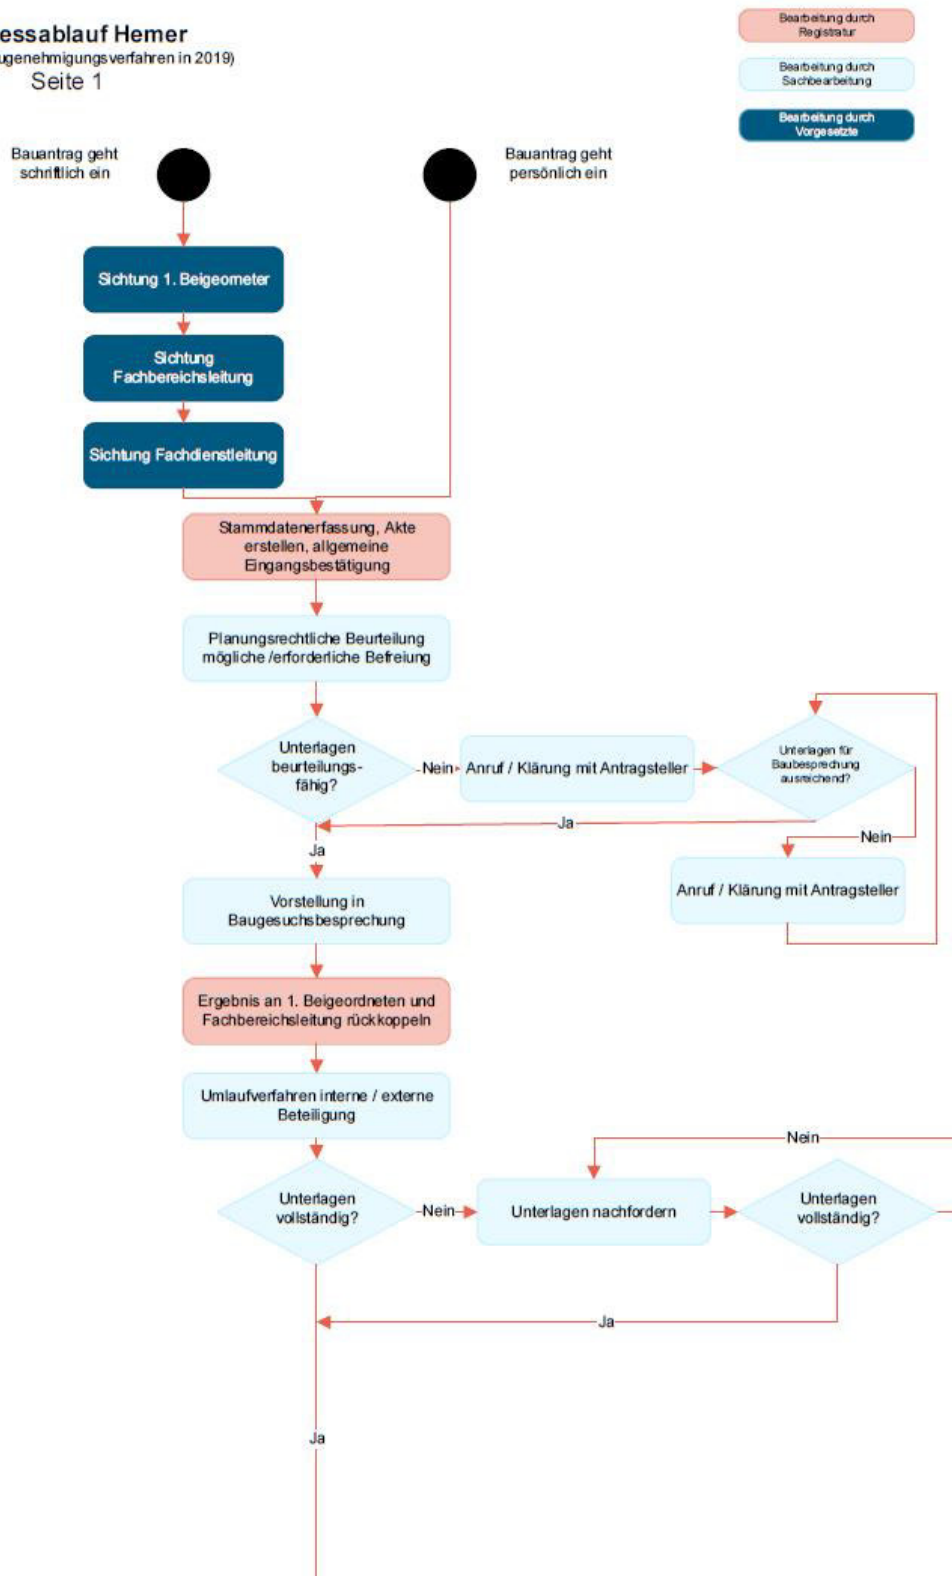 essablauf Hemer
ugenehmigungsverfahren in 2019)
Seite 1
Bearbeitung durch
Registratur
Bearbeitung durch
Sachbearbeitung
Bearbeitung durch
Vorgesetzte
Bauantrag geht
schriftlich ein
Bauantrag geht
persönlich ein
Sichtung 1. Beigeometer
Sichtung
Fachbereichsleitung
Sichtung Fachdienstleitung
Stammdatenerfassung, Akte
erstellen, allgemeine
Eingangsbestätigung
Planungsrechtliche Beurteilung
mögliche /erforderliche Befreiung
Unterlagen
beurteilungs-
fähig?
Nein
Anruf / Klärung mit Antragsteller
Unterlagen für
Baubesprechung
ausreichend?
Ja
Nein
Ja
Anruf / Klärung mit Antragsteller
Vorstellung in
Baugesuchsbesprechung
Ergebnis an 1. Beigeordneten und
Fachbereichsleitung rückkoppeln
Umlaufverfahren interne / externe
Beteiligung
Nein
Unterlagen
vollständig?
Nein
Unterlagen nachfordern
Unterlagen
vollständig?
Ja
Ja